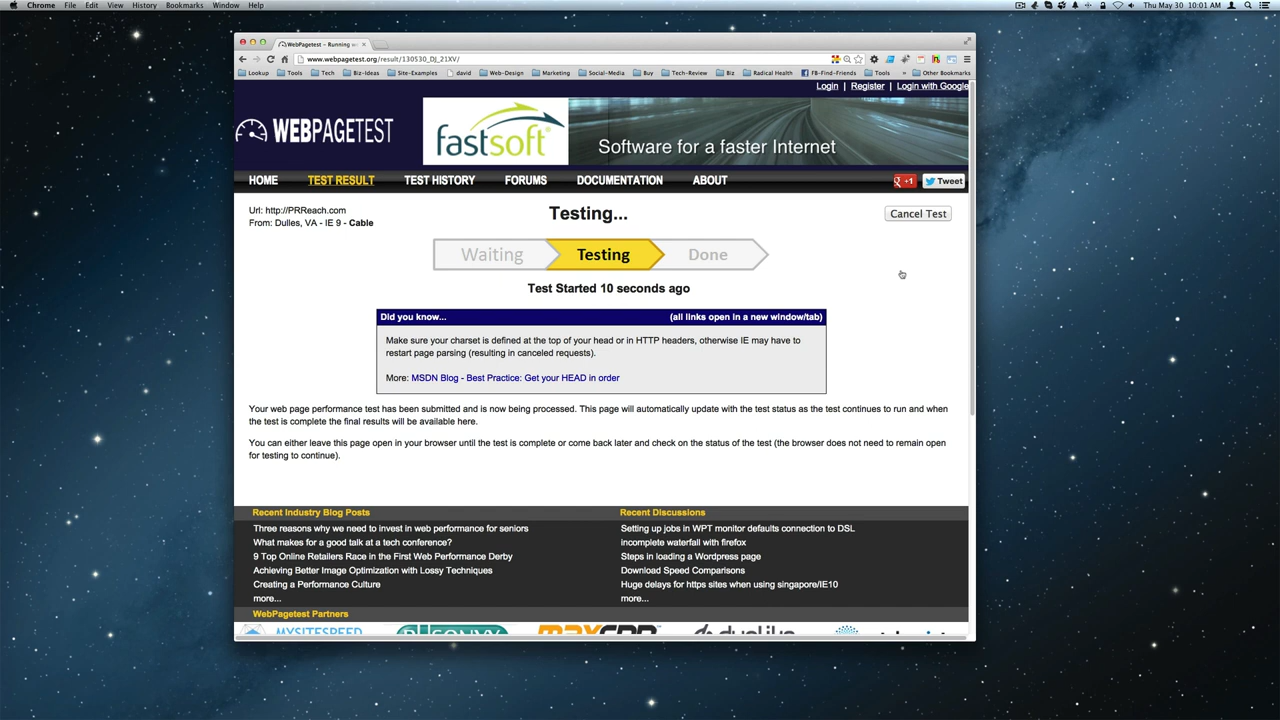 Chrome File Edit View History Bookmarks Window Help
Thu May 30 10:01 AM
WebPagetest - Running w
www.webpagetest.org/result/130530_DJ_21XV/
Lookup Tools Tech Biz-Ideas Site-Examples david Web-Design Marketing Social-Media Buy Tech-Review Biz Radical Health FB-Find-Friends Tools » Other Bookmarks
Login | Register | Login with Google
WEBPAGETEST
fastsoft
Software for a faster Internet
HOME TEST RESULT TEST HISTORY FORUMS DOCUMENTATION ABOUT
+1 Tweet
Url: http://PRReach.com
From: Dulles, VA - IE 9 - Cable
Testing...
Cancel Test
Waiting Testing Done
Test Started 10 seconds ago
Did you know... (all links open in a new window/tab)
Make sure your charset is defined at the top of your head or in HTTP headers, otherwise IE may have to
restart page parsing (resulting in canceled requests).
More: MSDN Blog - Best Practice: Get your HEAD in order
Your web page performance test has been submitted and is now being processed. This page will automatically update with the test status as the test continues to run and when
the test is complete the final results will be available here.
You can either leave this page open in your browser until the test is complete or come back later and check on the status of the test (the browser does not need to remain open
for testing to continue).
Recent Industry Blog Posts
Three reasons why we need to invest in web performance for seniors
What makes for a good talk at a tech conference?
9 Top Online Retailers Race in the First Web Performance Derby
Achieving Better Image Optimization with Lossy Techniques
Creating a Performance Culture
more...
Recent Discussions
Setting up jobs in WPT monitor defaults connection to DSL
incomplete waterfall with firefox
Steps in loading a Wordpress page
Download Speed Comparisons
Huge delays for https sites when using singapore/IE10
more...
WebPagetest Partners
MYSITESPEED